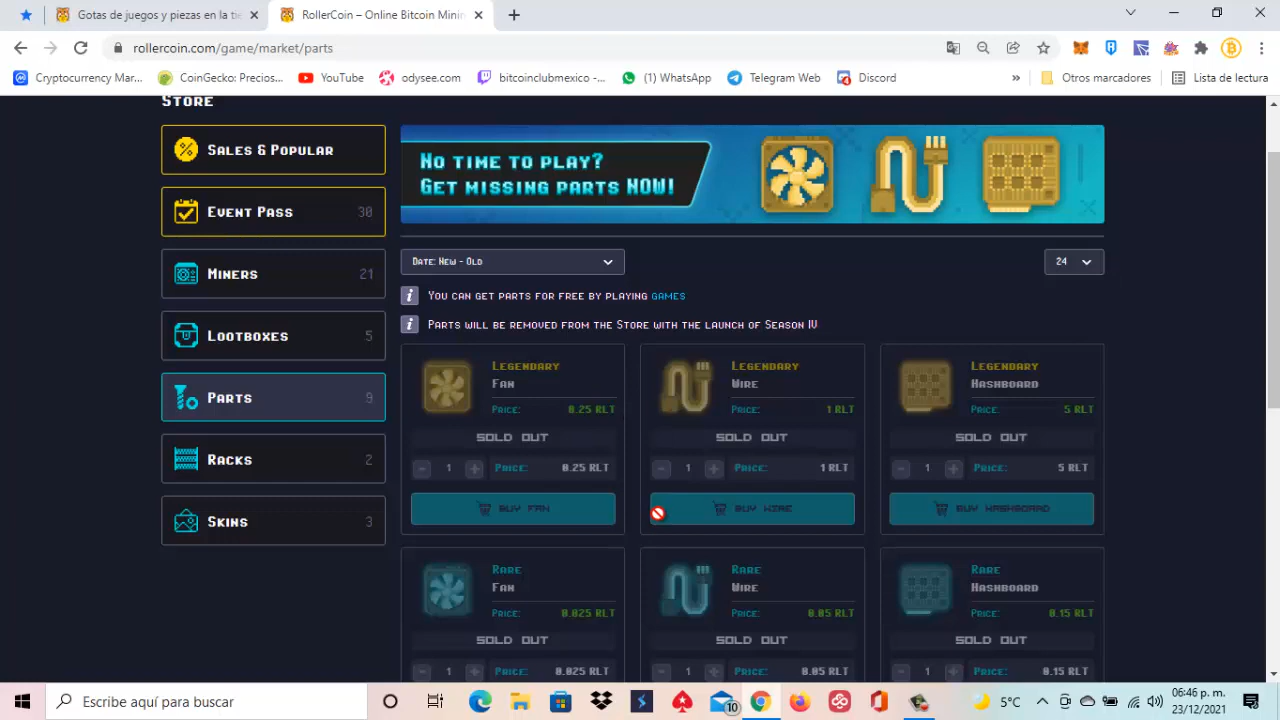 Gotas de juegos y piezas en la ti
RollerCoin – Online Bitcoin Minin
rollercoin.com/game/market/parts
Cryptocurrency Mar...
CoinGecko: Precios...
YouTube
odysee.com
bitcoinclubmexico -...
(1) WhatsApp
Telegram Web
Discord
»
Otros marcadores
Lista de lectura
Store
Sales & Popular
Event Pass 30
Miners 21
Lootboxes 5
Parts 9
Racks 2
Skins 3
No time to play?
Get missing parts NOW!
Date: New - Old
24
You can get parts for free by playing games
Parts will be removed from the Store with the launch of Season IV
Legendary
Fan
Price: 0.25 RLT
SOLD OUT
- 1 + Price: 0.25 RLT
Buy Fan
Legendary
Wire
Price: 1 RLT
SOLD OUT
- 1 + Price: 1 RLT
Buy Wire
Legendary
Hashboard
Price: 5 RLT
SOLD OUT
- 1 + Price: 5 RLT
Buy Hashboard
Rare
Fan
Price: 0.025 RLT
SOLD OUT
- 1 + 0.025 RLT
Rare
Wire
Price: 0.05 RLT
SOLD OUT
- 1 + Price: 0.05 RLT
Rare
Hashboard
Price: 0.15 RLT
SOLD OUT
- 1 + Price: 0.15 RLT
Escribe aquí para buscar
10
5°C
06:46 p. m.
23/12/2021